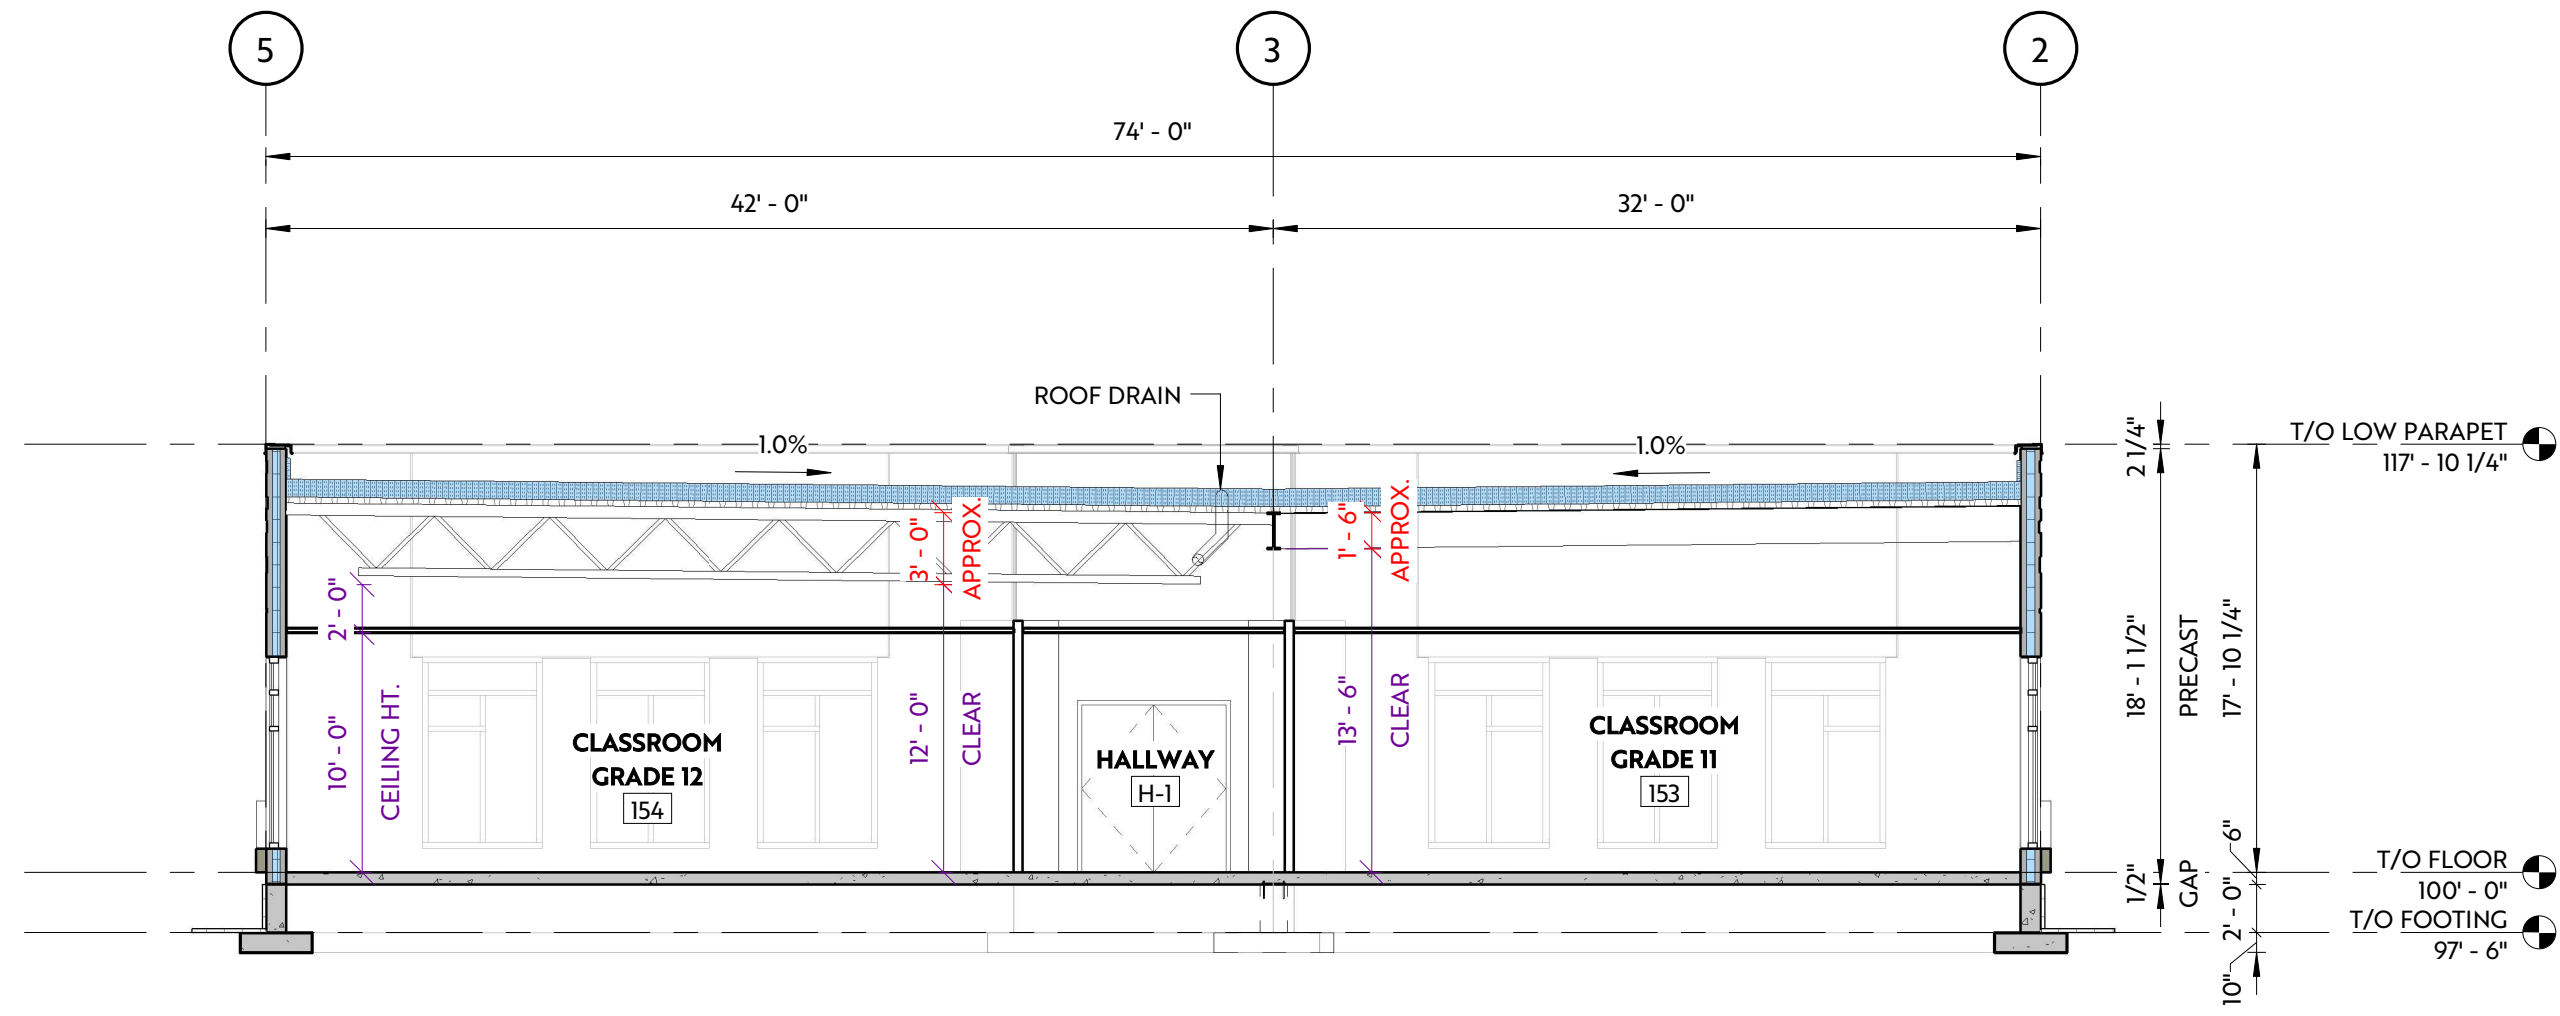 5
3
2
74' - 0"
42' - 0"
32' - 0"
ROOF DRAIN
1.0%
1.0%
T/O LOW PARAPET
117' - 10 1/4"
2 1/4"
3' - 0"
APPROX.
1' - 6"
APPROX.
2' - 0"
10' - 0"
CEILING HT.
CLASSROOM
GRADE 12
154
12' - 0"
CLEAR
HALLWAY
H-1
13' - 6"
CLEAR
CLASSROOM
GRADE 11
153
18' - 1 1/2"
PRECAST
17' - 10 1/4"
6"
T/O FLOOR
100' - 0"
1/2"
GAP
2' - 0"
T/O FOOTING
97' - 6"
10"